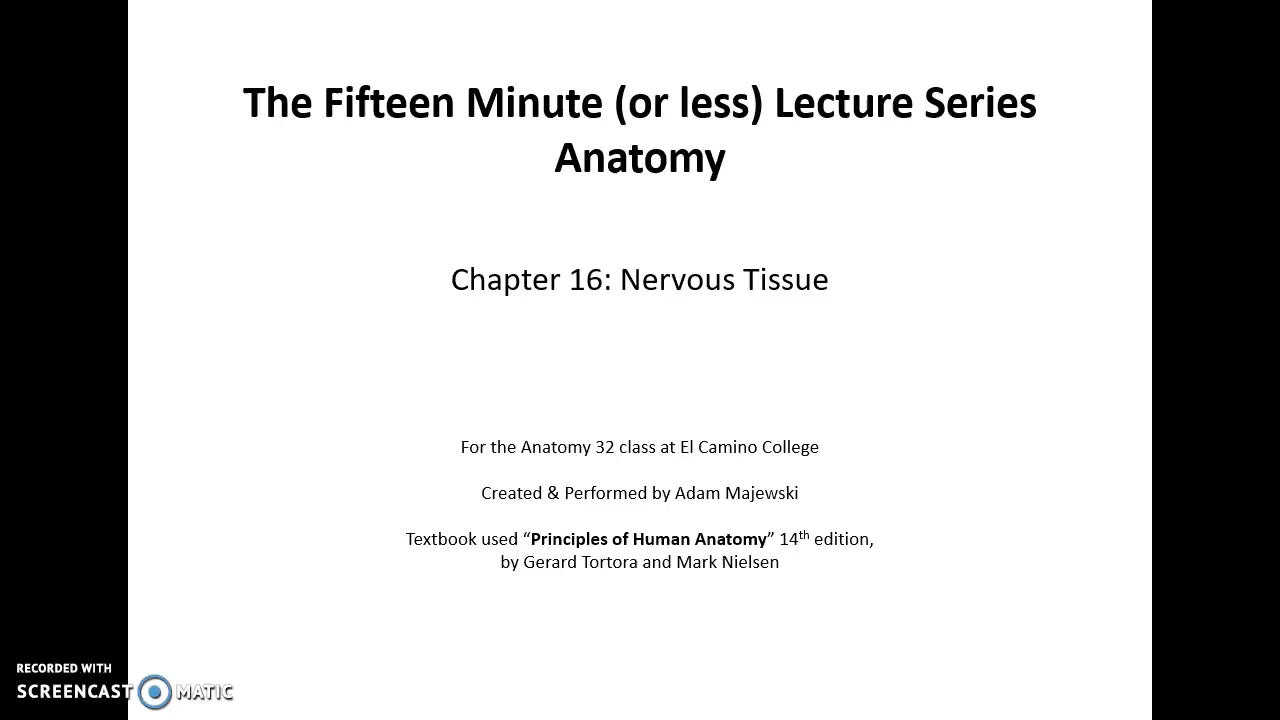 The Fifteen Minute (or less) Lecture Series
Anatomy
Chapter 16: Nervous Tissue
For the Anatomy 32 class at El Camino College
Created & Performed by Adam Majewski
Textbook used “Principles of Human Anatomy” 14th edition,
by Gerard Tortora and Mark Nielsen
RECORDED WITH
SCREENCAST MATIC